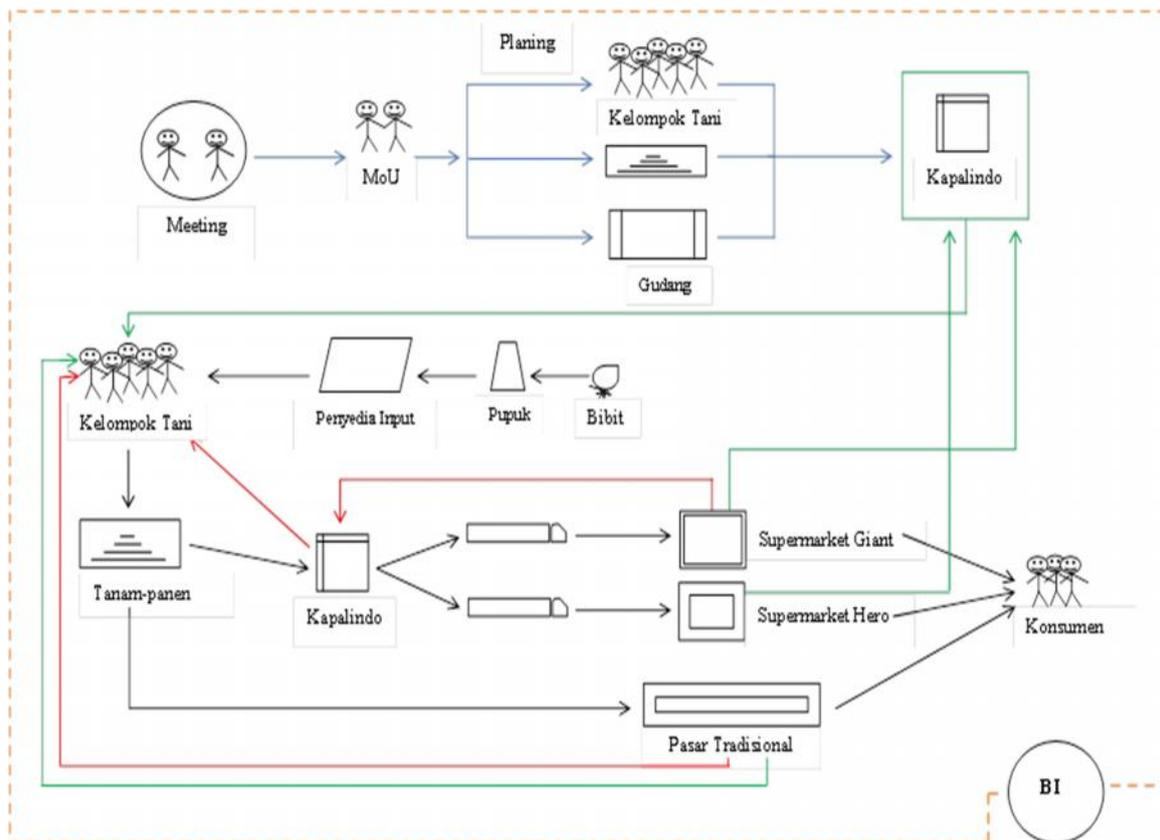 Planing
Kelompok Tani
MoU
Kapalindo
Meeting
Gudang
Kelompok Tani
Penyedia Input
Pupuk
Bibit
Tanam-panen
Kapalindo
Supermarket Giant
Supermarket Hero
Konsumen
Pasar Tradisional
BI